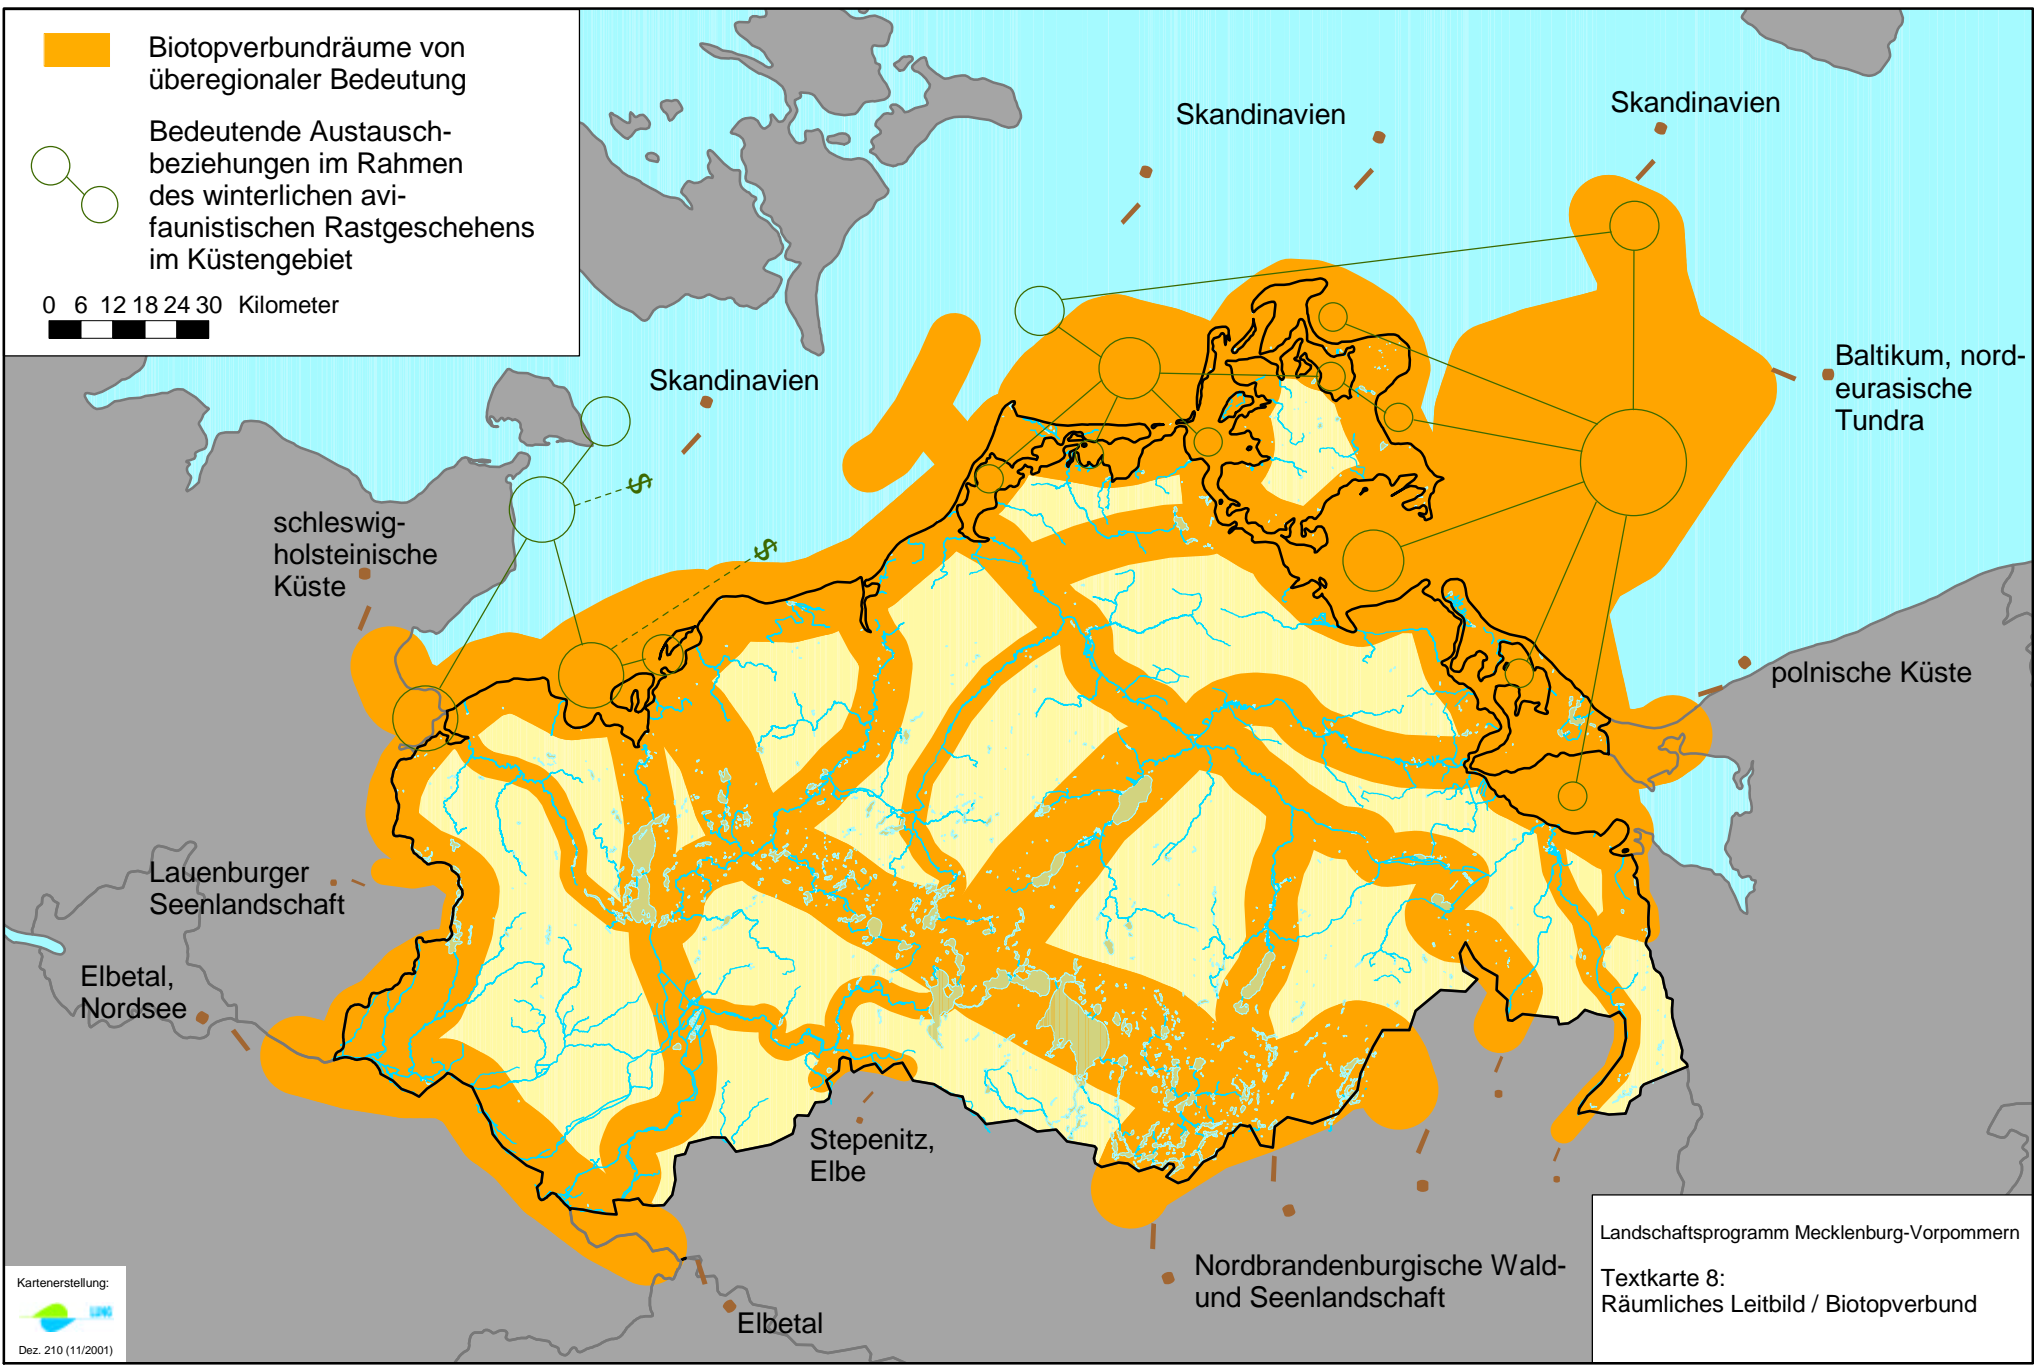 Biotopverbundräume von
überegionaler Bedeutung
Bedeutende Austausch-
beziehungen im Rahmen
des winterlichen avi-
faunistischen Rastgeschehens
im Küstengebiet
0 6 12 18 24 30 Kilometer
Skandinavien
Skandinavien
Skandinavien
Baltikum, nord-
eurasische
Tundra
schleswig-
holsteinische
Küste
$
$
polnische Küste
Lauenburger
Seenlandschaft
Elbetal,
Nordsee
Stepenitz,
Elbe
Nordbrandenburgische Wald-
und Seenlandschaft
Elbetal
Landschaftsprogramm Mecklenburg-Vorpommern
Textkarte 8:
Räumliches Leitbild / Biotopverbund
Kartenerstellung:
LUNG
Dez. 210 (11/2001)